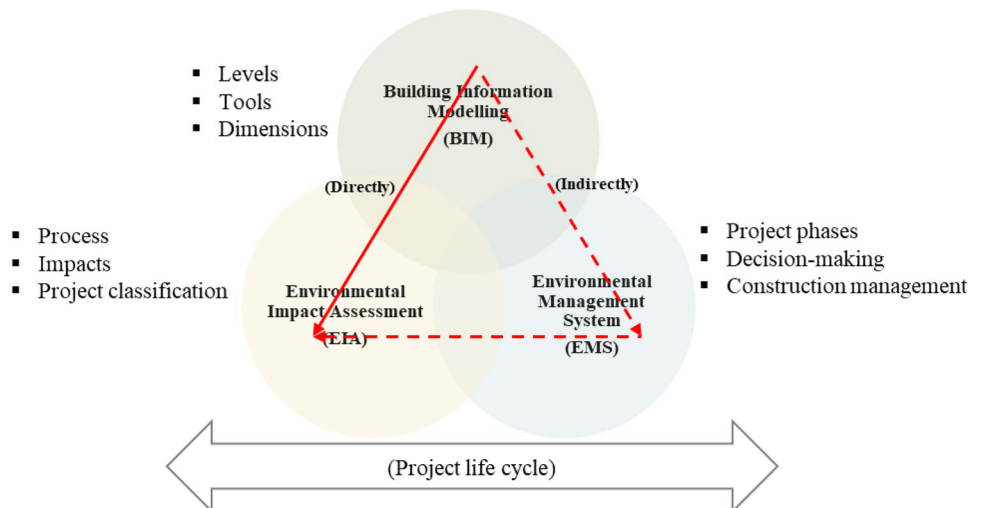 ▪ Levels
▪ Tools
▪ Dimensions
Building Information
Modelling
(BIM)
(Directly)
(Indirectly)
▪ Process
▪ Impacts
▪ Project classification
Environmental
Impact Assessment
(EIA)
Environmental
Management
System
(EMS)
▪ Project phases
▪ Decision-making
▪ Construction management
(Project life cycle)